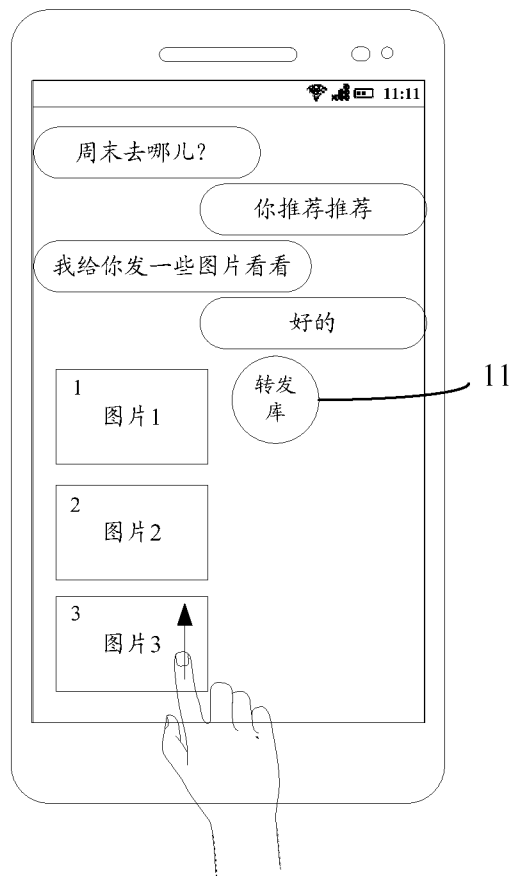 11:11
周末去哪儿？
你推荐推荐
我给你发一些图片看看
好的
转发
库
11
1
图片1
2
图片2
3
图片3